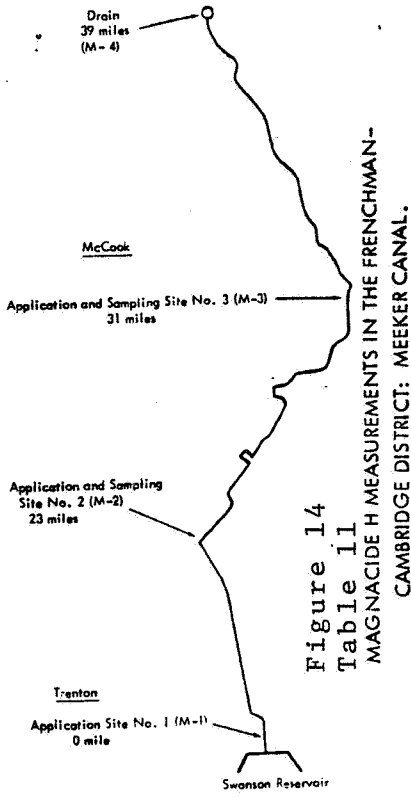 Drain
39 miles
(M-4)
McCook
Application and Sampling Site No. 3 (M-3)
31 miles
Application and Sampling
Site No. 2 (M-2)
23 miles
Trenton
Application Site No. 1 (M-1)
0 mile
Swanson Reservoir
Figure 14
Table 11
MAGNACIDE H MEASUREMENTS IN THE FRENCHMAN-
CAMBRIDGE DISTRICT: MEEKER CANAL.